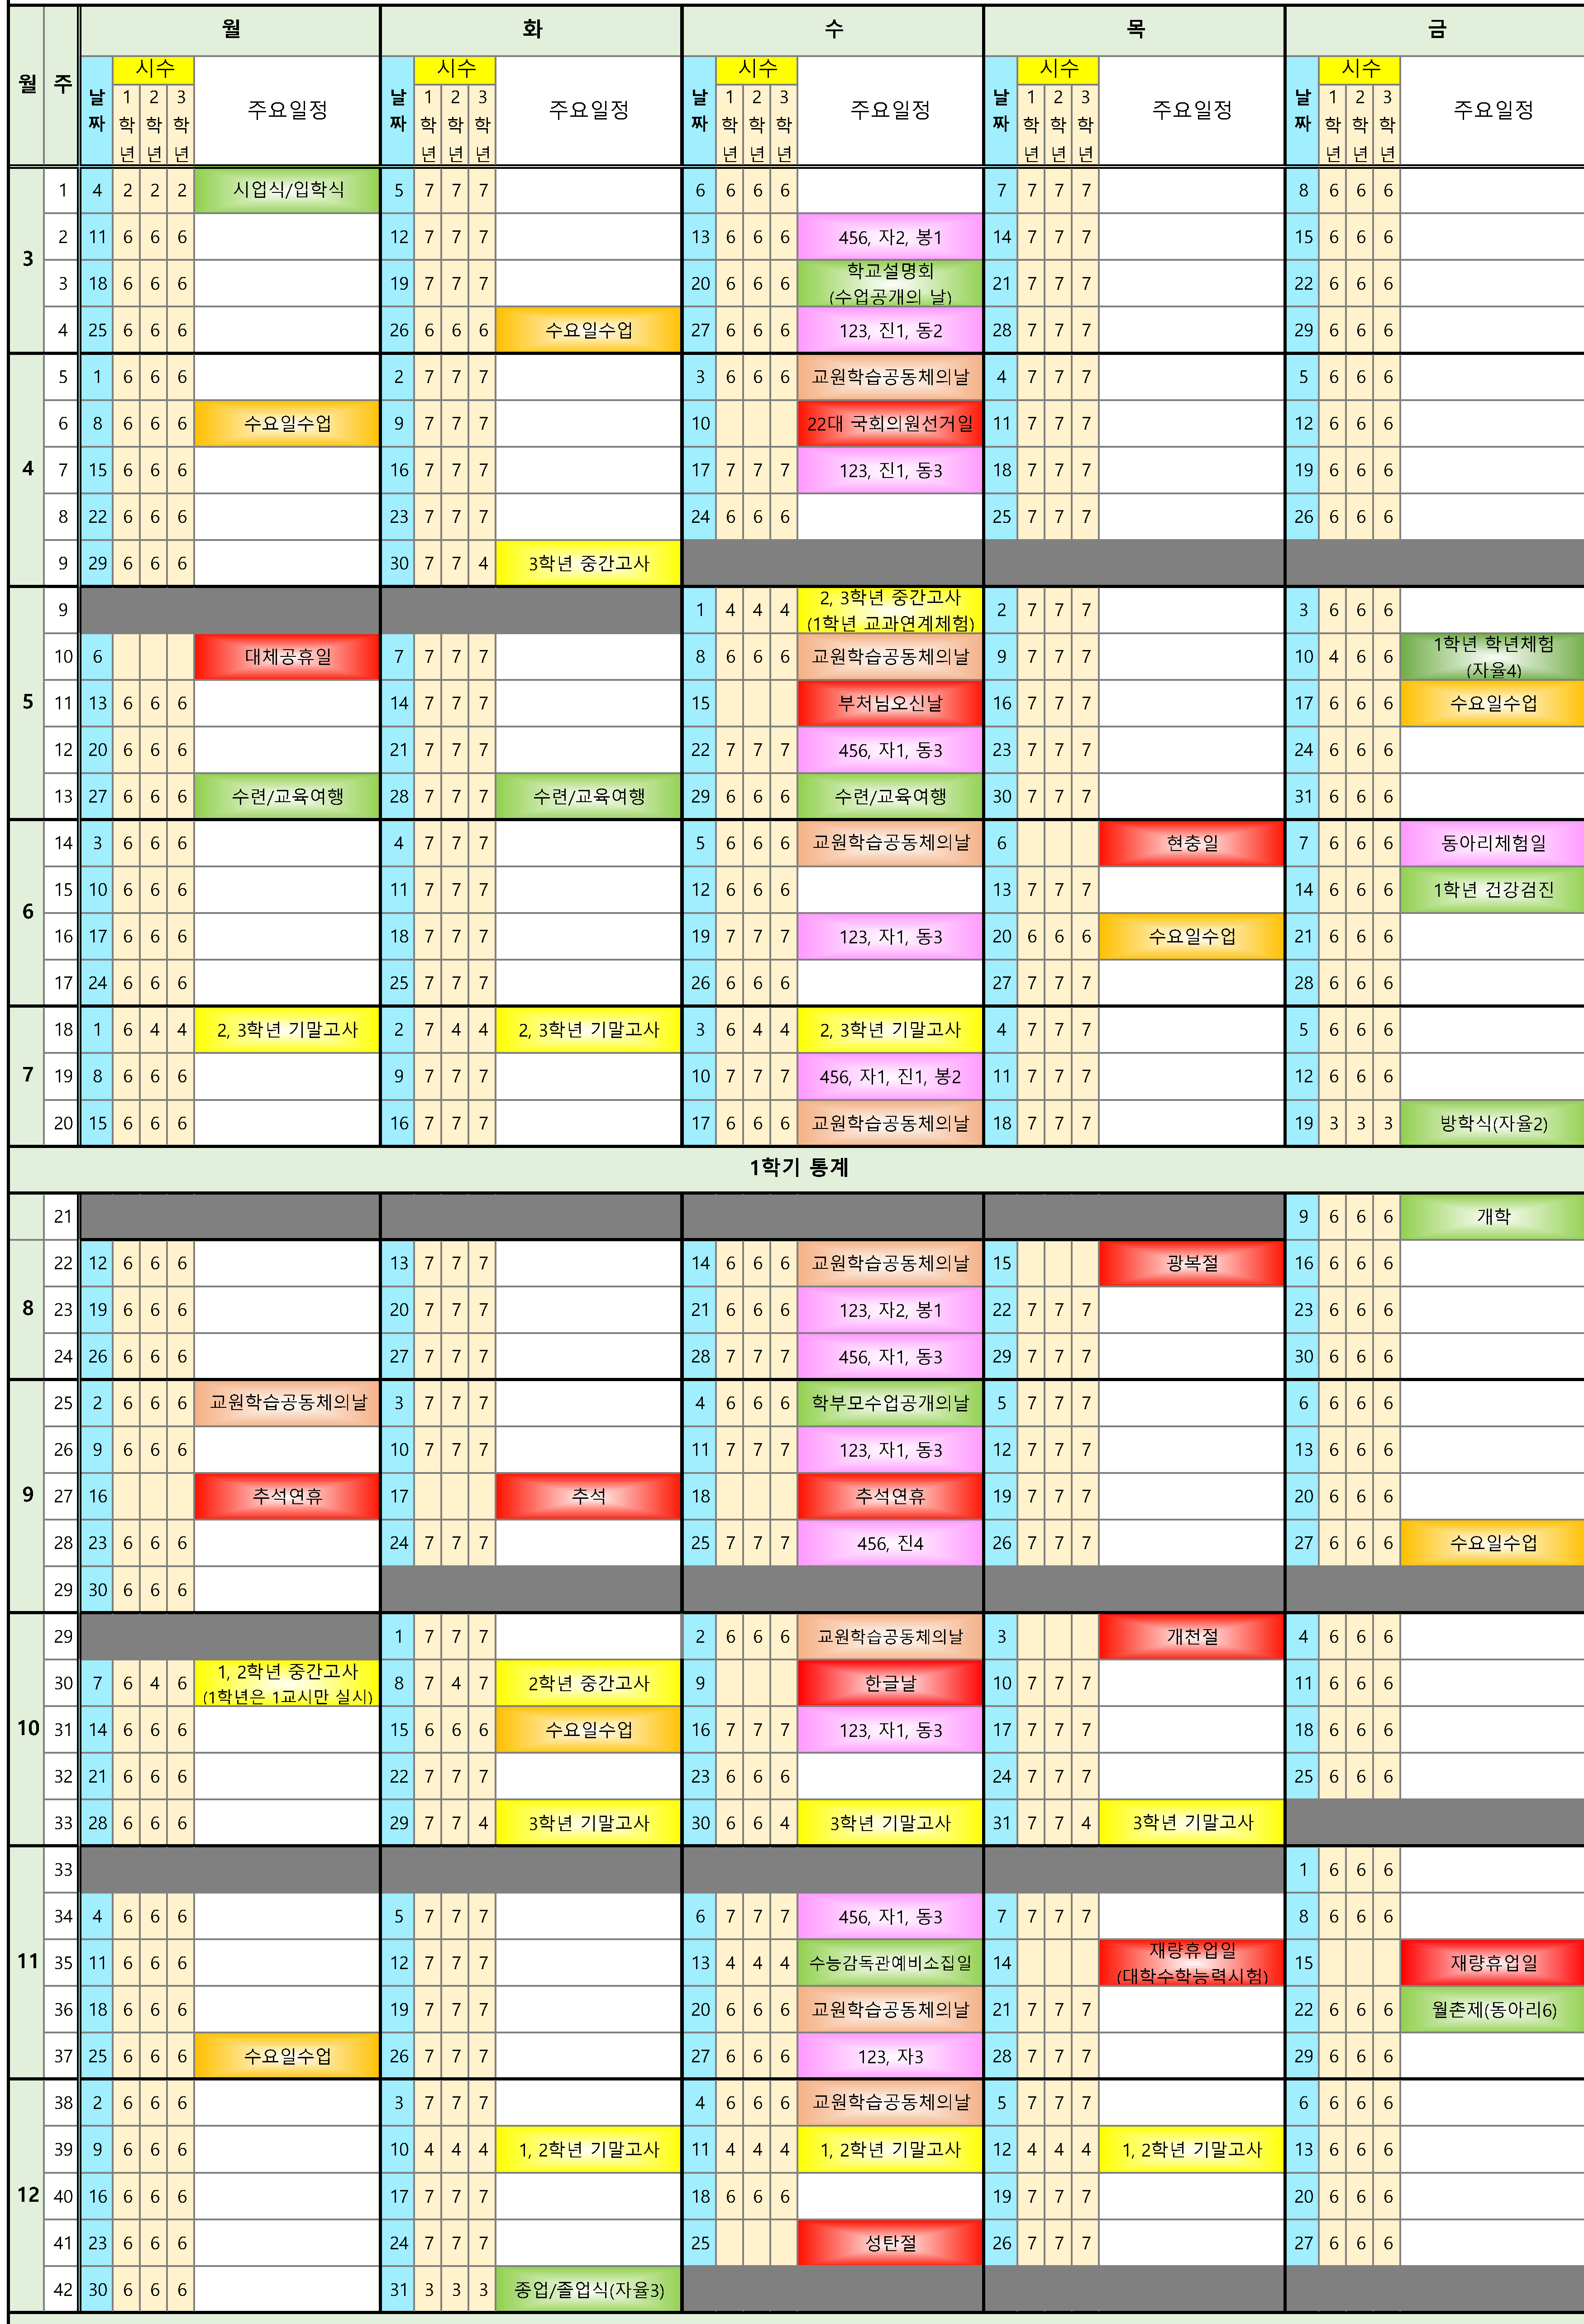 월 화 수 목 금
월 주 날짜 시수 주요일정 날짜 시수 주요일정 날짜 시수 주요일정 날짜 시수 주요일정 날짜 시수 주요일정
1학년 2학년 3학년 1학년 2학년 3학년 1학년 2학년 3학년 1학년 2학년 3학년 1학년 2학년 3학년
3
1 4 2 2 2 시업식/입학식 5 7 7 7 6 6 6 6 7 7 7 7 8 6 6 6
2 11 6 6 6 12 7 7 7 13 6 6 6 456, 자2, 봉1 14 7 7 7 15 6 6 6
3 18 6 6 6 19 7 7 7 20 6 6 6 학교설명회 (수업공개의 날) 21 7 7 7 22 6 6 6
4 25 6 6 6 26 6 6 6 수요일수업 27 6 6 6 123, 진1, 동2 28 7 7 7 29 6 6 6
4
5 1 6 6 6 2 7 7 7 3 6 6 6 교원학습공동체의날 4 7 7 7 5 6 6 6
6 8 6 6 6 수요일수업 9 7 7 7 10 22대 국회의원선거일 11 7 7 7 12 6 6 6
7 15 6 6 6 16 7 7 7 17 7 7 7 123, 진1, 동3 18 7 7 7 19 6 6 6
8 22 6 6 6 23 7 7 7 24 6 6 6 25 7 7 7 26 6 6 6
9 29 6 6 6 30 7 7 4 3학년 중간고사
5
9 1 4 4 4 2, 3학년 중간고사 (1학년 교과연계체험) 2 7 7 7 3 6 6 6
10 6 대체공휴일 7 7 7 7 8 6 6 6 교원학습공동체의날 9 7 7 7 10 4 6 6 1학년 학년체험 (자율4)
11 13 6 6 6 14 7 7 7 15 부처님오신날 16 7 7 7 17 6 6 6 수요일수업
12 20 6 6 6 21 7 7 7 22 7 7 7 456, 자1, 동3 23 7 7 7 24 6 6 6
13 27 6 6 6 수련/교육여행 28 7 7 7 수련/교육여행 29 6 6 6 수련/교육여행 30 7 7 7 31 6 6 6
6
14 3 6 6 6 4 7 7 7 5 6 6 6 교원학습공동체의날 6 현충일 7 6 6 6 동아리체험일
15 10 6 6 6 11 7 7 7 12 6 6 6 13 7 7 7 14 6 6 6 1학년 건강검진
16 17 6 6 6 18 7 7 7 19 7 7 7 123, 자1, 동3 20 6 6 6 수요일수업 21 6 6 6
17 24 6 6 6 25 7 7 7 26 6 6 6 27 7 7 7 28 6 6 6
7
18 1 6 4 4 2, 3학년 기말고사 2 7 4 4 2, 3학년 기말고사 3 6 4 4 2, 3학년 기말고사 4 7 7 7 5 6 6 6
19 8 6 6 6 9 7 7 7 10 7 7 7 456, 자1, 진1, 봉2 11 7 7 7 12 6 6 6
20 15 6 6 6 16 7 7 7 17 6 6 6 교원학습공동체의날 18 7 7 7 19 3 3 3 방학식(자율2)
1학기 통계
8
21 9 6 6 6 개학
22 12 6 6 6 13 7 7 7 14 6 6 6 교원학습공동체의날 15 광복절 16 6 6 6
23 19 6 6 6 20 7 7 7 21 6 6 6 123, 자2, 봉1 22 7 7 7 23 6 6 6
24 26 6 6 6 27 7 7 7 28 7 7 7 456, 자1, 동3 29 7 7 7 30 6 6 6
9
25 2 6 6 6 교원학습공동체의날 3 7 7 7 4 6 6 6 학부모수업공개의날 5 7 7 7 6 6 6 6
26 9 6 6 6 10 7 7 7 11 7 7 7 123, 자1, 동3 12 7 7 7 13 6 6 6
27 16 추석연휴 17 추석 18 추석연휴 19 7 7 7 20 6 6 6
28 23 6 6 6 24 7 7 7 25 7 7 7 456, 진4 26 7 7 7 27 6 6 6 수요일수업
29 30 6 6 6
10
29 1 7 7 7 2 6 6 6 교원학습공동체의날 3 개천절 4 6 6 6
30 7 6 4 6 1, 2학년 중간고사 (1학년은 1교시만 실시) 8 7 4 7 2학년 중간고사 9 한글날 10 7 7 7 11 6 6 6
31 14 6 6 6 15 6 6 6 수요일수업 16 7 7 7 123, 자1, 동3 17 7 7 7 18 6 6 6
32 21 6 6 6 22 7 7 7 23 6 6 6 24 7 7 7 25 6 6 6
33 28 6 6 6 29 7 7 4 3학년 기말고사 30 6 6 4 3학년 기말고사 31 7 7 4 3학년 기말고사
11
33 1 6 6 6
34 4 6 6 6 5 7 7 7 6 7 7 7 456, 자1, 동3 7 7 7 7 8 6 6 6
35 11 6 6 6 12 7 7 7 13 4 4 4 수능감독관예비소집일 14 재량휴업일 (대학수학능력시험) 15 재량휴업일
36 18 6 6 6 19 7 7 7 20 6 6 6 교원학습공동체의날 21 7 7 7 22 6 6 6 월촌제(동아리6)
37 25 6 6 6 수요일수업 26 7 7 7 27 6 6 6 123, 자3 28 7 7 7 29 6 6 6
12
38 2 6 6 6 3 7 7 7 4 6 6 6 교원학습공동체의날 5 7 7 7 6 6 6 6
39 9 6 6 6 10 4 4 4 1, 2학년 기말고사 11 4 4 4 1, 2학년 기말고사 12 4 4 4 1, 2학년 기말고사 13 6 6 6
40 16 6 6 6 17 7 7 7 18 6 6 6 19 7 7 7 20 6 6 6
41 23 6 6 6 24 7 7 7 25 성탄절 26 7 7 7 27 6 6 6
42 30 6 6 6 31 3 3 3 종업/졸업식(자율3)